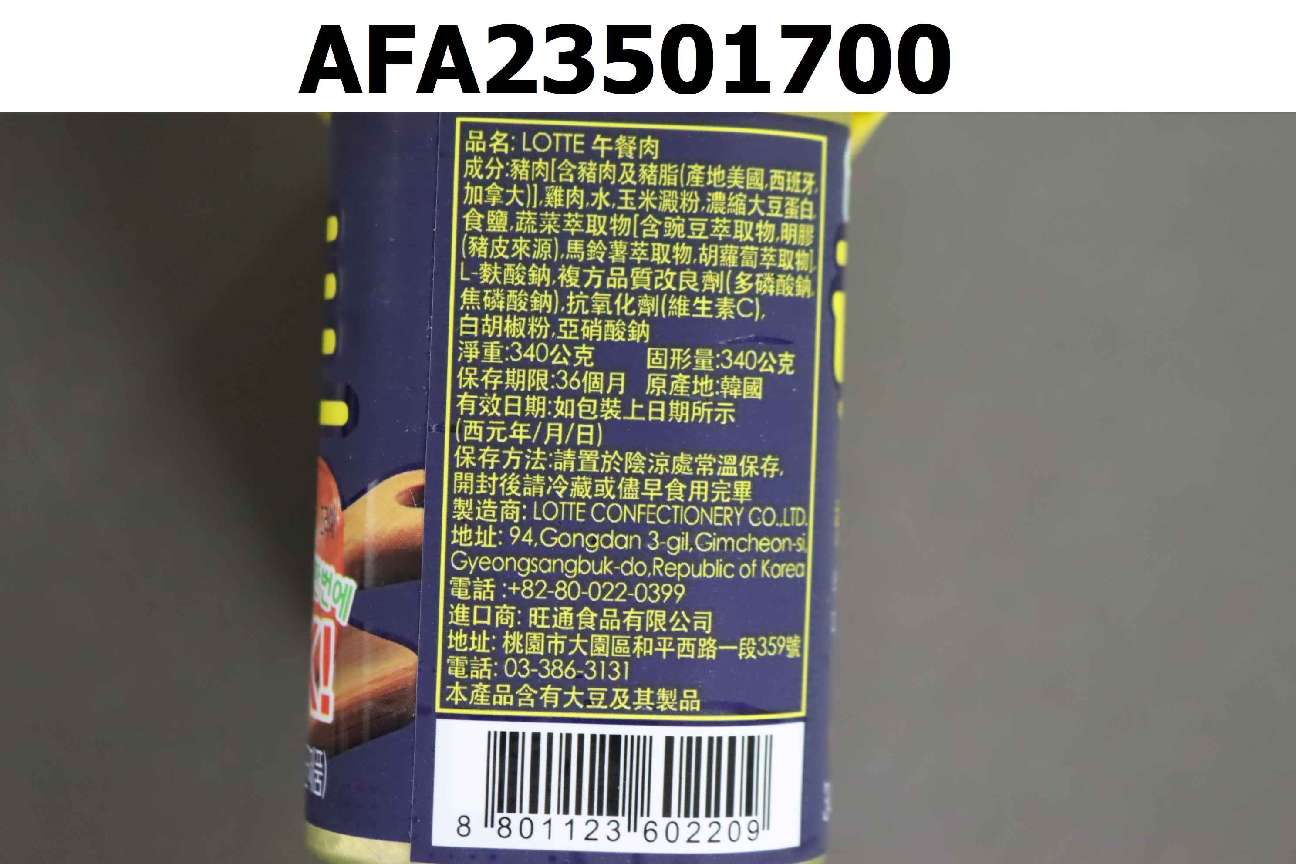 AFA23501700
品名: LOTTE 午餐肉
成分:豬肉[含豬肉及豬脂(產地美國,西班牙,
加拿大)],雞肉,水,玉米澱粉,濃縮大豆蛋白,
食鹽,蔬菜萃取物[含豌豆萃取物,明膠
(豬皮來源),馬鈴薯萃取物,胡蘿蔔萃取物],
L-麩酸鈉,複方品質改良劑(多磷酸鈉,
焦磷酸鈉),抗氧化劑(維生素C),
白胡椒粉,亞硝酸鈉
淨重:340公克 固形量:340公克
保存期限:36個月 原產地:韓國
有效日期:如包裝上日期所示
(西元年/月/日)
保存方法:請置於陰涼處常溫保存,
開封後請冷藏或儘早食用完畢
製造商: LOTTE CONFECTIONERY CO.,LTD.
地址: 94,Gongdan 3-gil,Gimcheon-si,
Gyeongsangbuk-do,Republic of Korea
電話 :+82-80-022-0399
進口商: 旺通食品有限公司
地址: 桃園市大園區和平西路一段359號
電話: 03-386-3131
本產品含有大豆及其製品
번에
K!
8 801123 602209